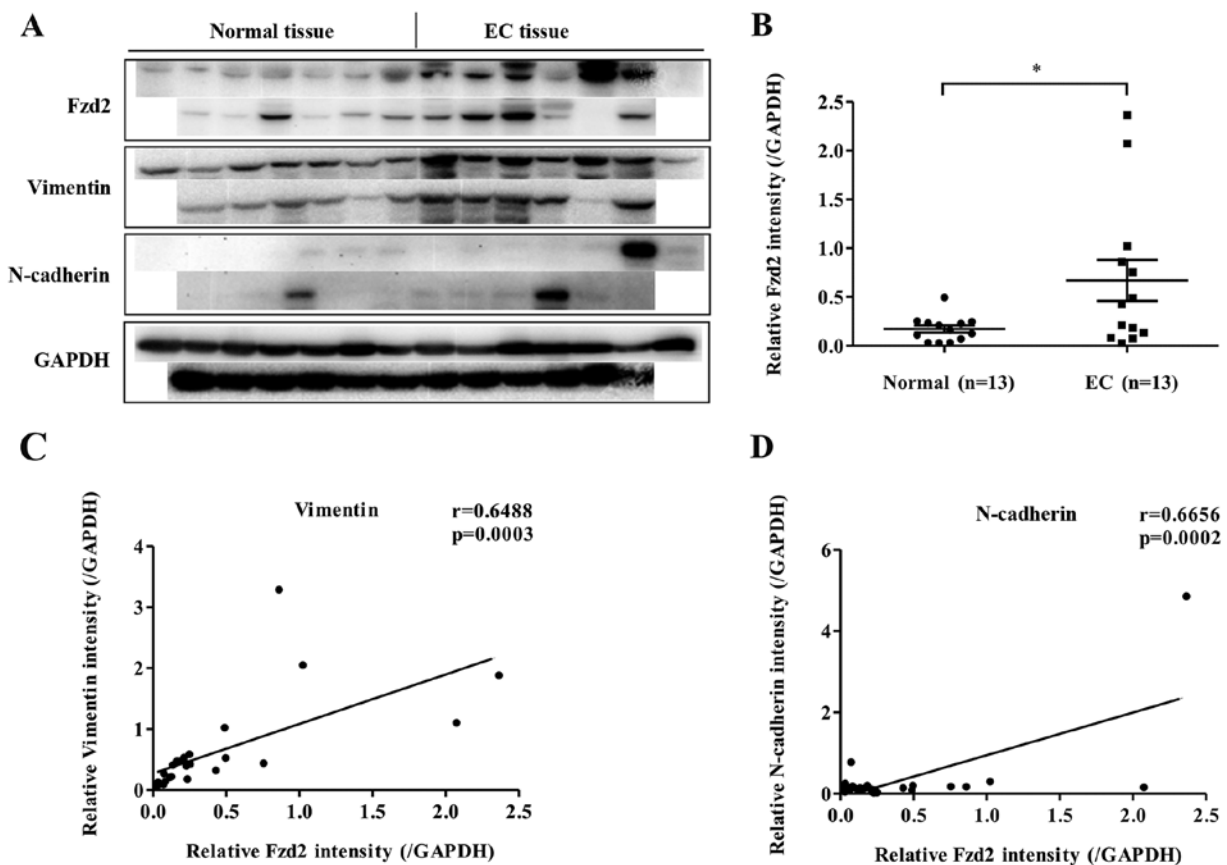 A
Normal tissue
EC tissue
Fzd2
Vimentin
N-cadherin
GAPDH
B
*
Relative Fzd2 intensity (/GAPDH)
2.5
2.0
1.5
1.0
0.5
0.0
Normal (n=13)
EC (n=13)
C
Vimentin
r=0.6488
p=0.0003
Relative Vimentin intensity (/GAPDH)
4
3
2
1
0
0.0 0.5 1.0 1.5 2.0 2.5
Relative Fzd2 intensity (/GAPDH)
D
N-cadherin
r=0.6656
p=0.0002
Relative N-cadherin intensity (/GAPDH)
6
4
2
0
0.0 0.5 1.0 1.5 2.0 2.5
Relative Fzd2 intensity (/GAPDH)